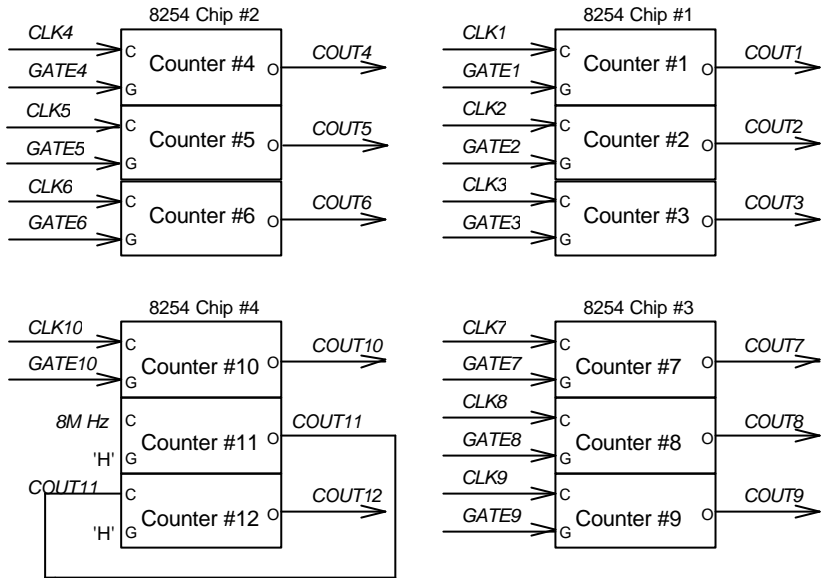 8254 Chip #2
CLK4
C
GATE4
G
Counter #4
O
COUT4
CLK5
C
GATE5
G
Counter #5
O
COUT5
CLK6
C
GATE6
G
Counter #6
O
COUT6
8254 Chip #1
CLK1
C
GATE1
G
Counter #1
O
COUT1
CLK2
C
GATE2
G
Counter #2
O
COUT2
CLK3
C
GATE3
G
Counter #3
O
COUT3
8254 Chip #4
CLK10
C
GATE10
G
Counter #10
O
COUT10
8M Hz
C
'H'
G
Counter #11
O
COUT11
COUT11
C
'H'
G
Counter #12
O
COUT12
8254 Chip #3
CLK7
C
GATE7
G
Counter #7
O
COUT7
CLK8
C
GATE8
G
Counter #8
O
COUT8
CLK9
C
GATE9
G
Counter #9
O
COUT9